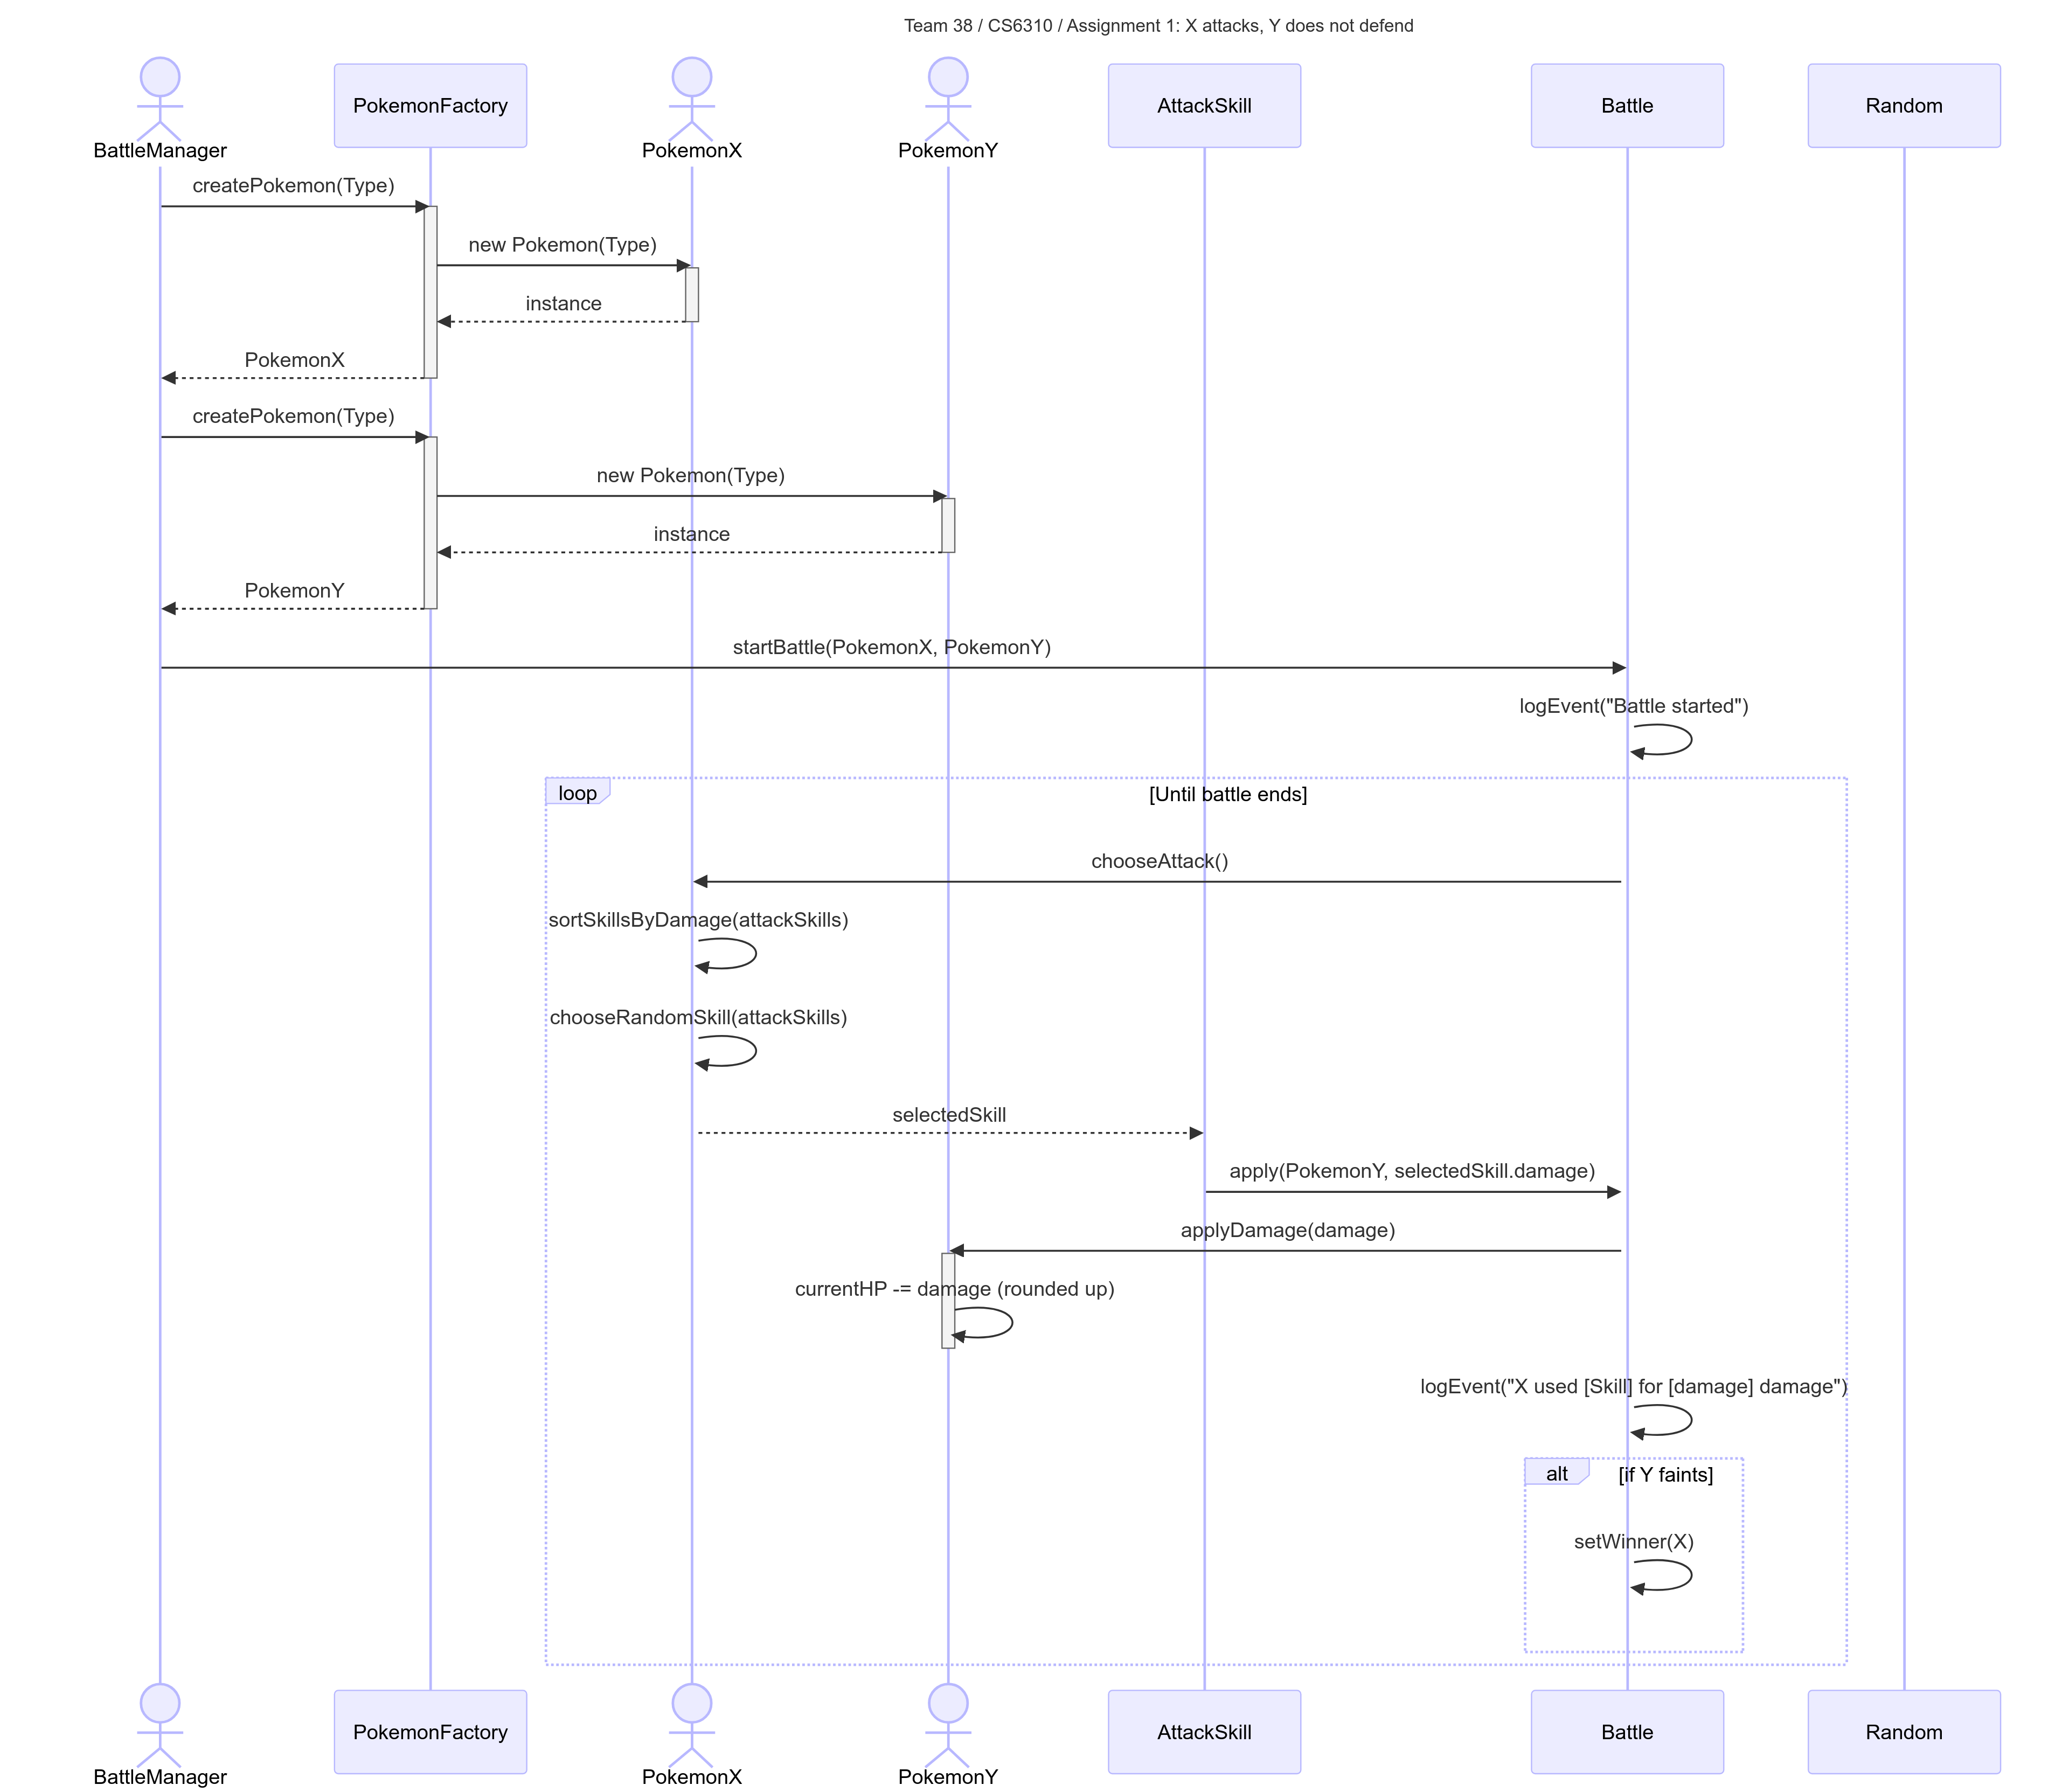 Team 38 / CS6310 / Assignment 1: X attacks, Y does not defend
BattleManager
PokemonFactory
PokemonX
PokemonY
AttackSkill
Battle
Random
createPokemon(Type)
new Pokemon(Type)
instance
PokemonX
createPokemon(Type)
new Pokemon(Type)
instance
PokemonY
startBattle(PokemonX, PokemonY)
logEvent("Battle started")
loop
[Until battle ends]
chooseAttack()
sortSkillsByDamage(attackSkills)
chooseRandomSkill(attackSkills)
selectedSkill
apply(PokemonY, selectedSkill.damage)
applyDamage(damage)
currentHP -= damage (rounded up)
logEvent("X used [Skill] for [damage] damage")
alt
[if Y faints]
setWinner(X)
BattleManager
PokemonFactory
PokemonX
PokemonY
AttackSkill
Battle
Random